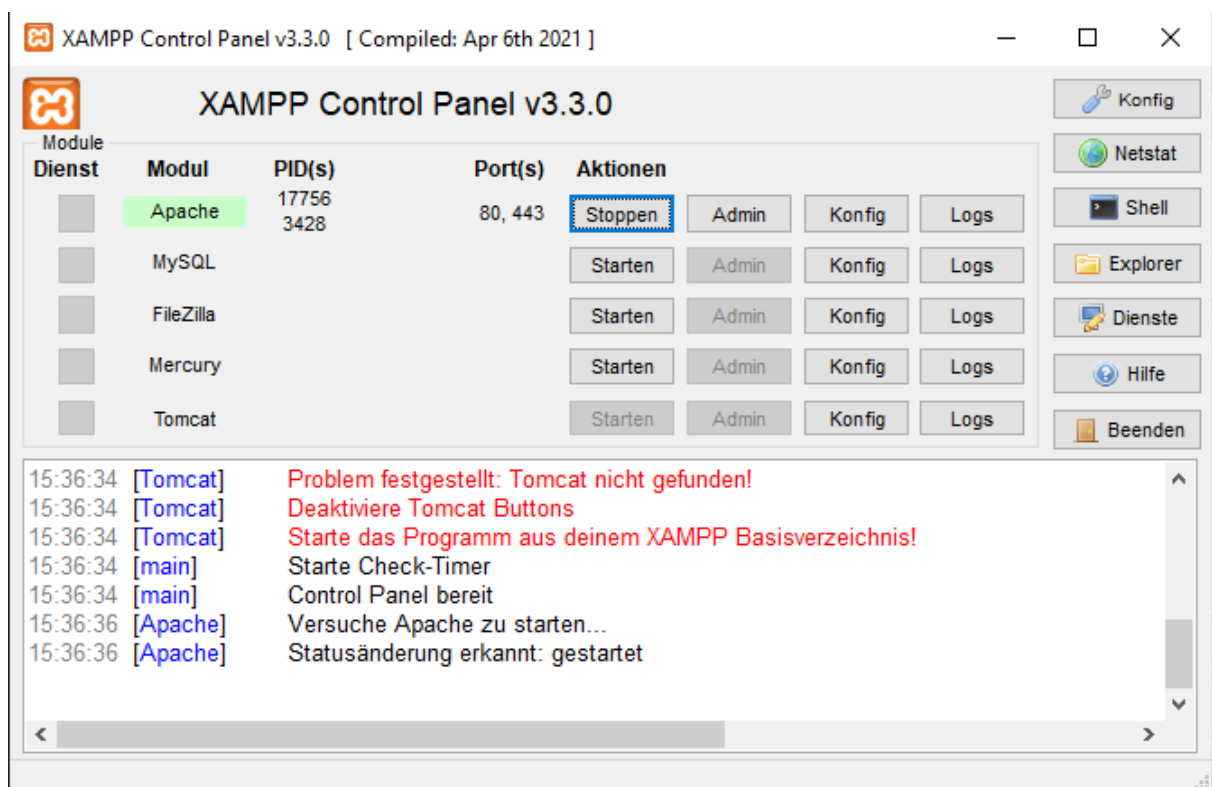 XAMPP Control Panel v3.3.0 [ Compiled: Apr 6th 2021 ]
XAMPP Control Panel v3.3.0
Konfig
Module
Netstat
Dienst Modul PID(s) Port(s) Aktionen
Apache 17756 3428 80, 443 Stoppen Admin Konfig Logs
Shell
MySQL Starten Admin Konfig Logs
Explorer
FileZilla Starten Admin Konfig Logs
Dienste
Mercury Starten Admin Konfig Logs
Hilfe
Tomcat Starten Admin Konfig Logs
Beenden
15:36:34 [Tomcat] Problem festgestellt: Tomcat nicht gefunden!
15:36:34 [Tomcat] Deaktiviere Tomcat Buttons
15:36:34 [Tomcat] Starte das Programm aus deinem XAMPP Basisverzeichnis!
15:36:34 [main] Starte Check-Timer
15:36:34 [main] Control Panel bereit
15:36:36 [Apache] Versuche Apache zu starten...
15:36:36 [Apache] Statusänderung erkannt: gestartet